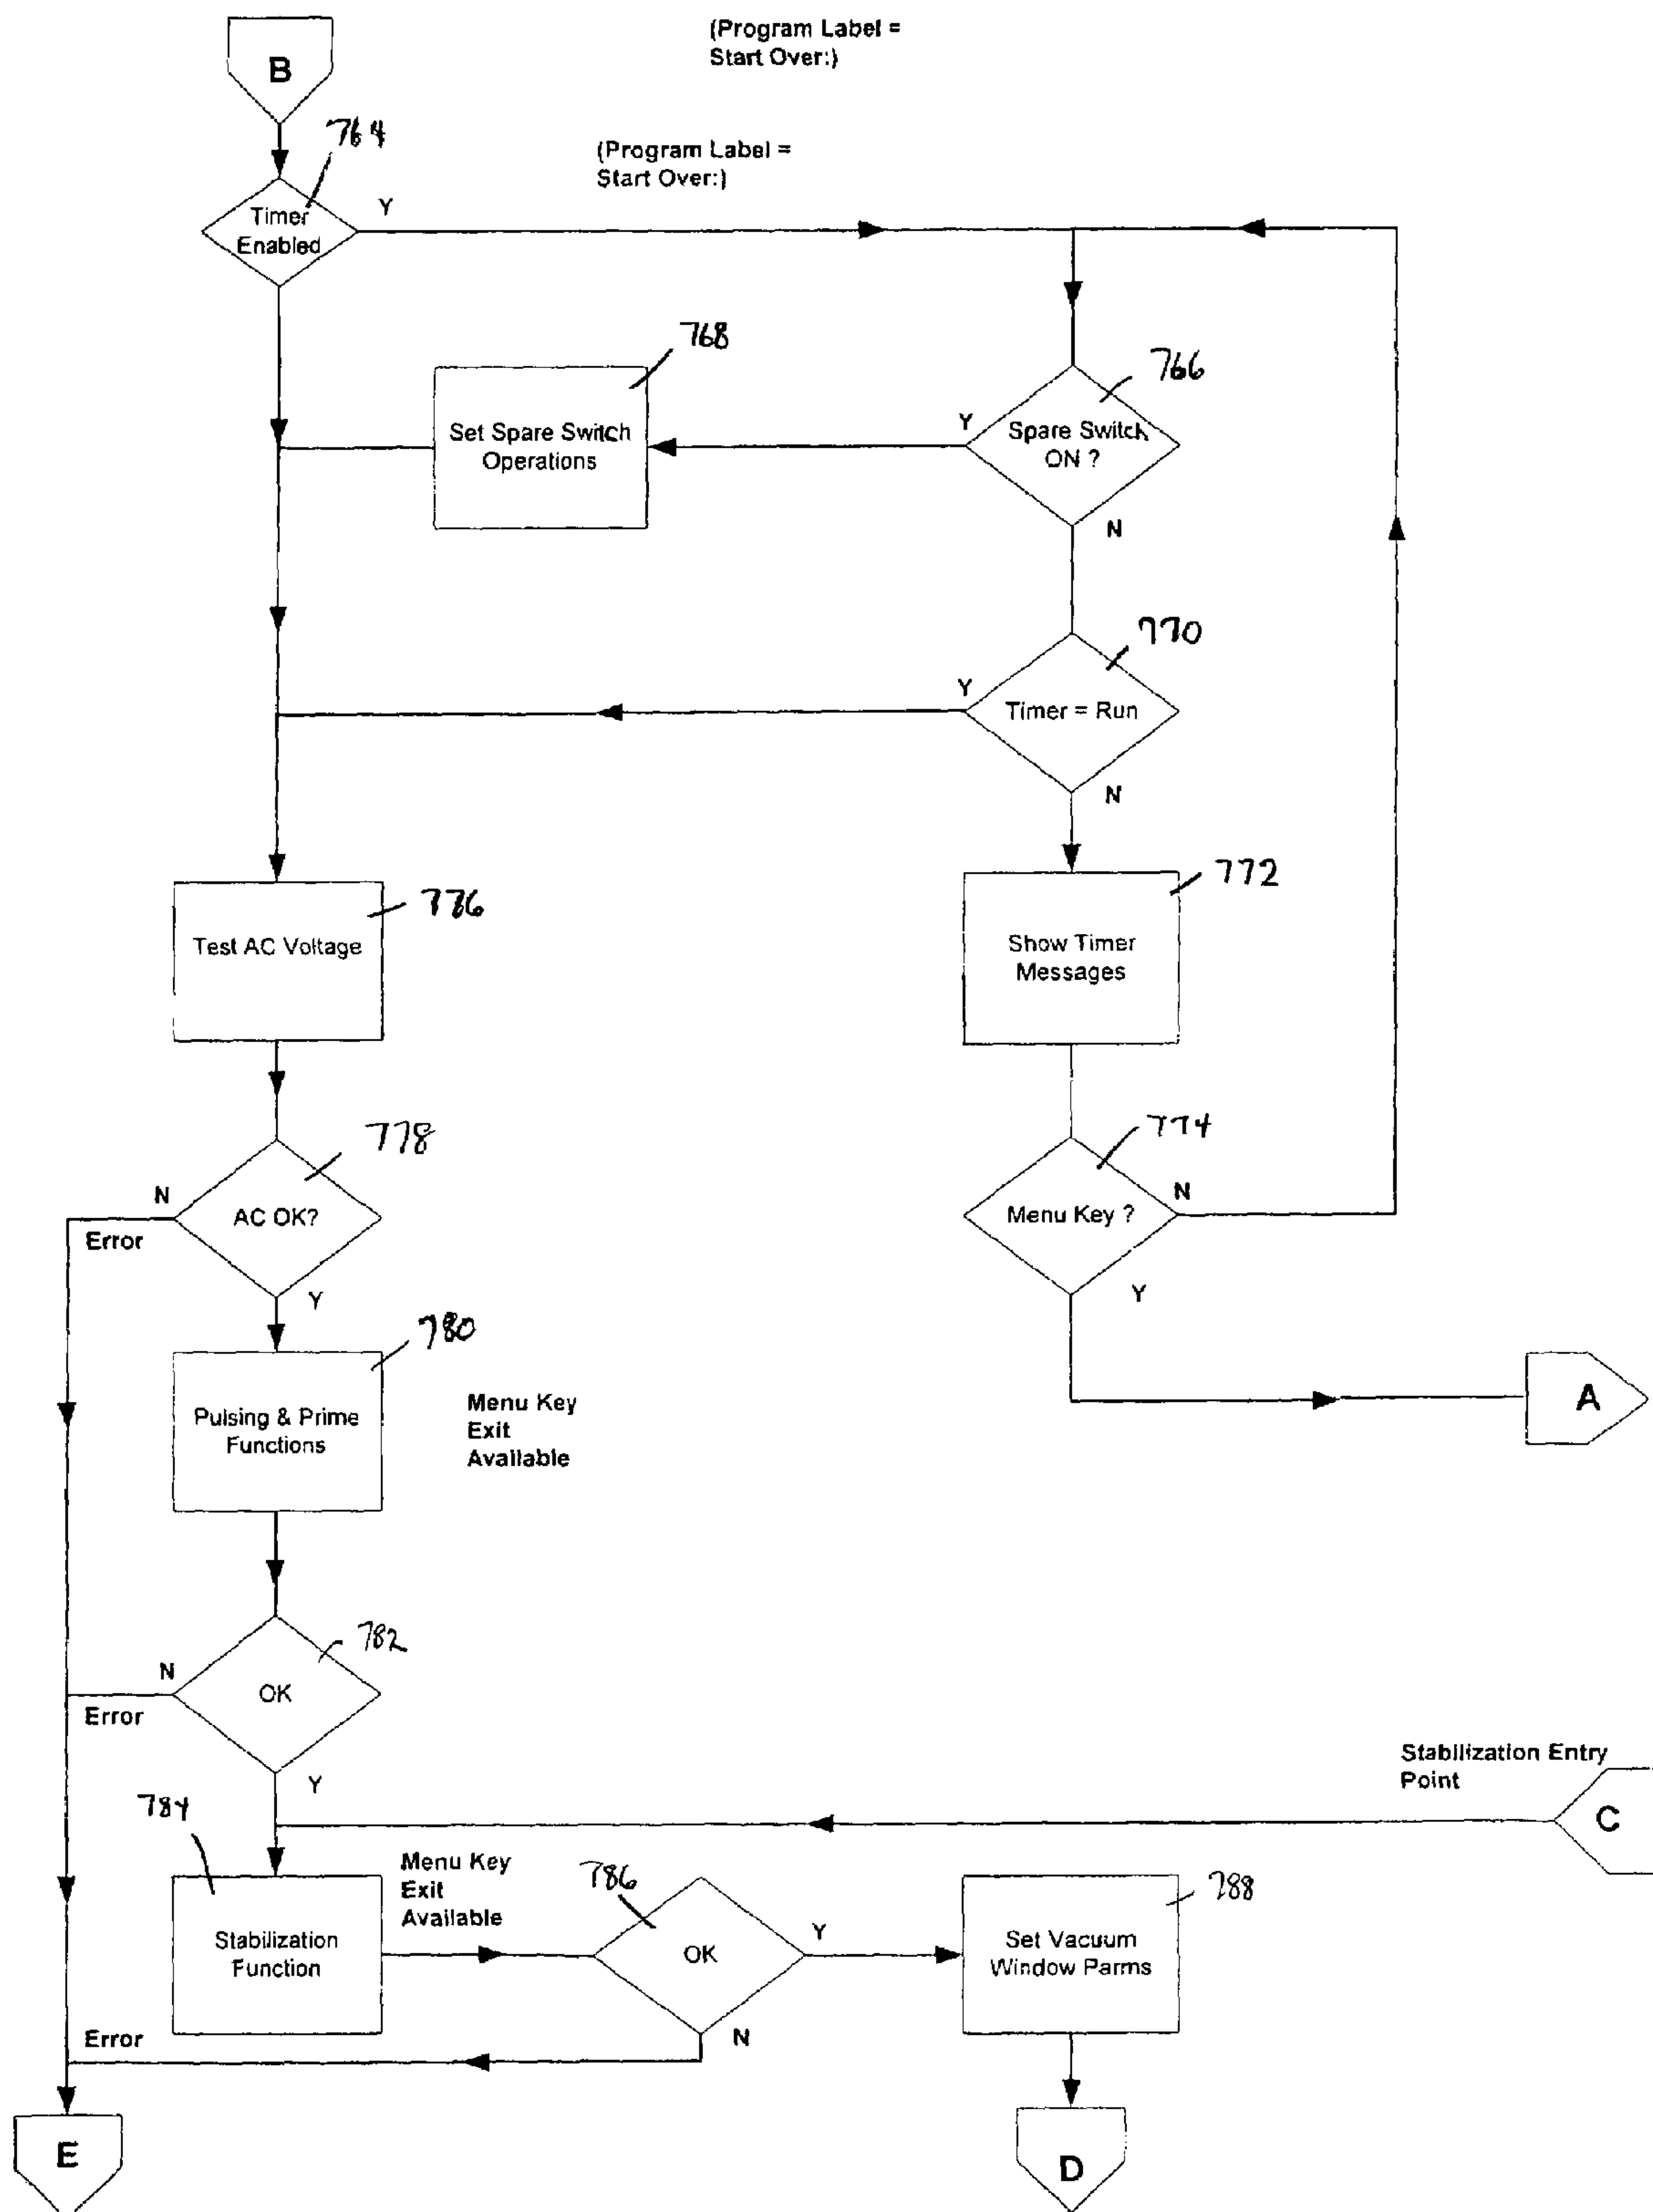 (Program Label =
Start Over:)
B
764
(Program Label =
Start Over:)
Timer
Enabled
Y
768
766
Set Spare Switch
Operations
Y
Spare Switch
ON ?
N
770
Y
Timer = Run
N
776
772
Test AC Voltage
Show Timer
Messages
778
774
N
AC OK?
Error
Y
Menu Key ?
N
Y
780
Pulsing & Prime
Functions
Menu Key
Exit
Available
A
782
N
OK
Error
Y
Stabilization Entry
Point
C
784
Menu Key
Exit
Available
786
788
Stabilization
Function
OK
Y
Set Vacuum
Window Parms
Error
N
E
D